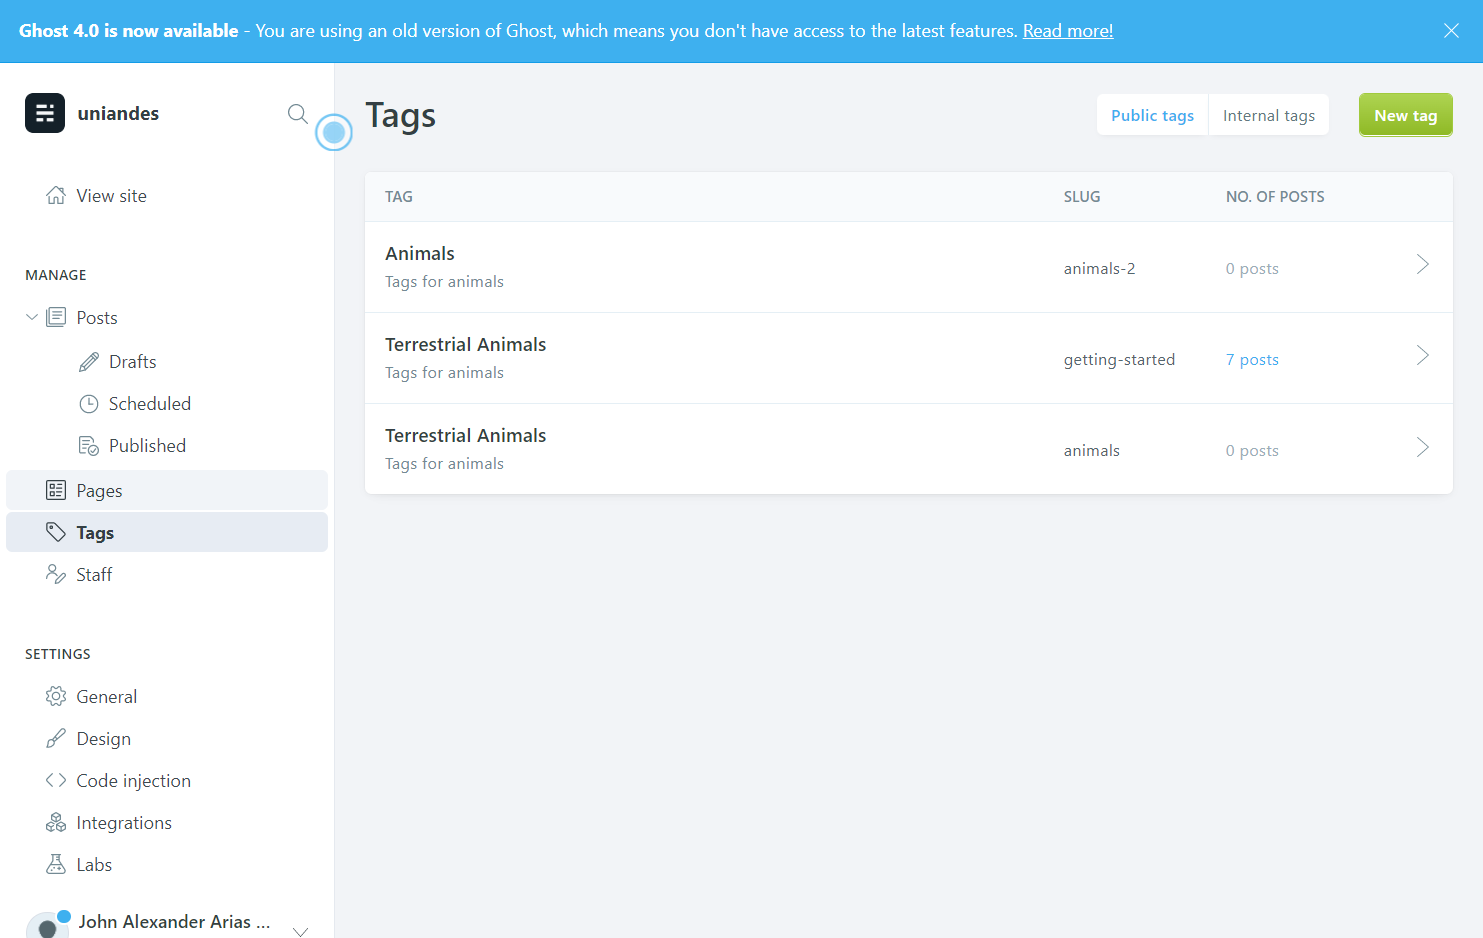 Ghost 4.0 is now available - You are using an old version of Ghost, which means you don't have access to the latest features. Read more!
uniandes
View site
MANAGE
Posts
Drafts
Scheduled
Published
Pages
Tags
Staff
SETTINGS
General
Design
Code injection
Integrations
Labs
John Alexander Arias ...
Tags
Public tags
Internal tags
New tag
TAG SLUG NO. OF POSTS
Animals
Tags for animals
animals-2
0 posts
Terrestrial Animals
Tags for animals
getting-started
7 posts
Terrestrial Animals
Tags for animals
animals
0 posts